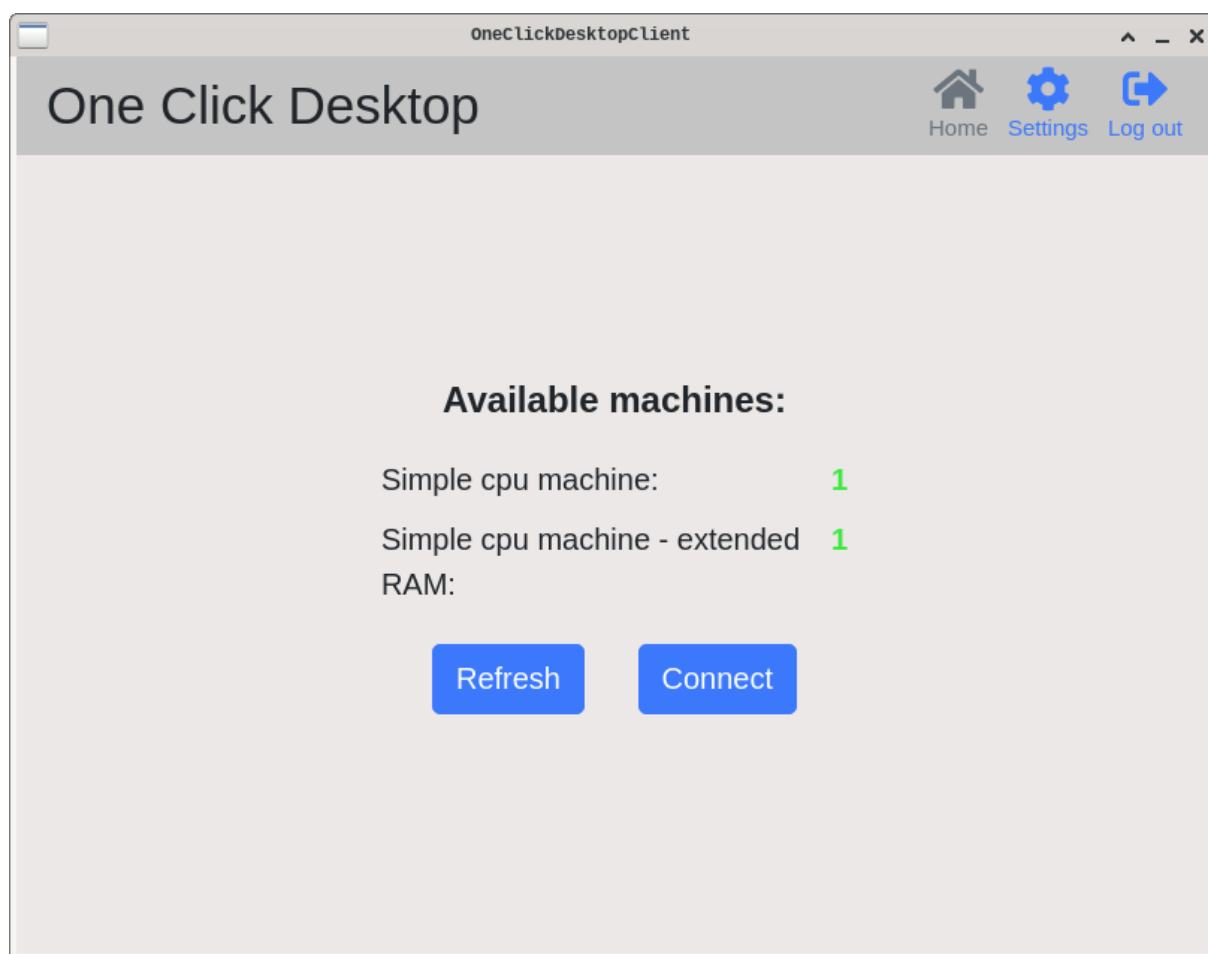 OneClickDesktopClient
One Click Desktop
Home Settings Log out
Available machines:
Simple cpu machine: 1
Simple cpu machine - extended 1
RAM:
Refresh Connect